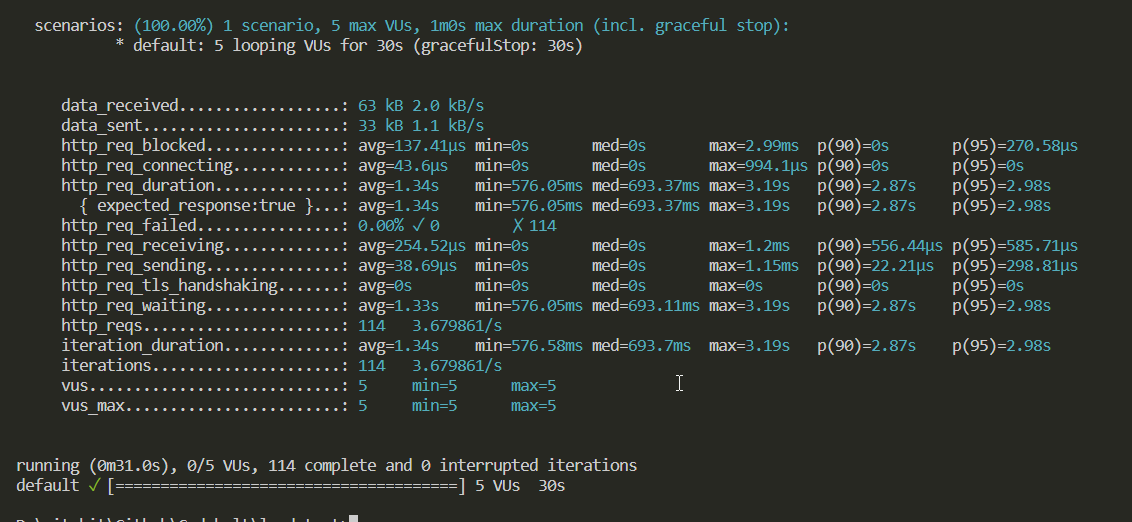 scenarios: (100.00%) 1 scenario, 5 max VUs, 1m0s max duration (incl. graceful stop):
* default: 5 looping VUs for 30s (gracefulStop: 30s)
data_received..................: 63 kB 2.0 kB/s
data_sent......................: 33 kB 1.1 kB/s
http_req_blocked...............: avg=137.41µs min=0s med=0s max=2.99ms p(90)=0s p(95)=270.58µs
http_req_connecting............: avg=43.6µs min=0s med=0s max=994.1µs p(90)=0s p(95)=0s
http_req_duration..............: avg=1.34s min=576.05ms med=693.37ms max=3.19s p(90)=2.87s p(95)=2.98s
{ expected_response:true }...: avg=1.34s min=576.05ms med=693.37ms max=3.19s p(90)=2.87s p(95)=2.98s
http_req_failed................: 0.00% ✓ 0 ✗ 114
http_req_receiving.............: avg=254.52µs min=0s med=0s max=1.2ms p(90)=556.44µs p(95)=585.71µs
http_req_sending...............: avg=38.69µs min=0s med=0s max=1.15ms p(90)=22.21µs p(95)=298.81µs
http_req_tls_handshaking.......: avg=0s min=0s med=0s max=0s p(90)=0s p(95)=0s
http_req_waiting...............: avg=1.33s min=576.05ms med=693.11ms max=3.19s p(90)=2.87s p(95)=2.98s
http_reqs......................: 114 3.679861/s
iteration_duration.............: avg=1.34s min=576.58ms med=693.7ms max=3.19s p(90)=2.87s p(95)=2.98s
iterations.....................: 114 3.679861/s
vus............................: 5 min=5 max=5
vus_max........................: 5 min=5 max=5
running (0m31.0s), 0/5 VUs, 114 complete and 0 interrupted iterations
default ✓ [======================================] 5 VUs 30s